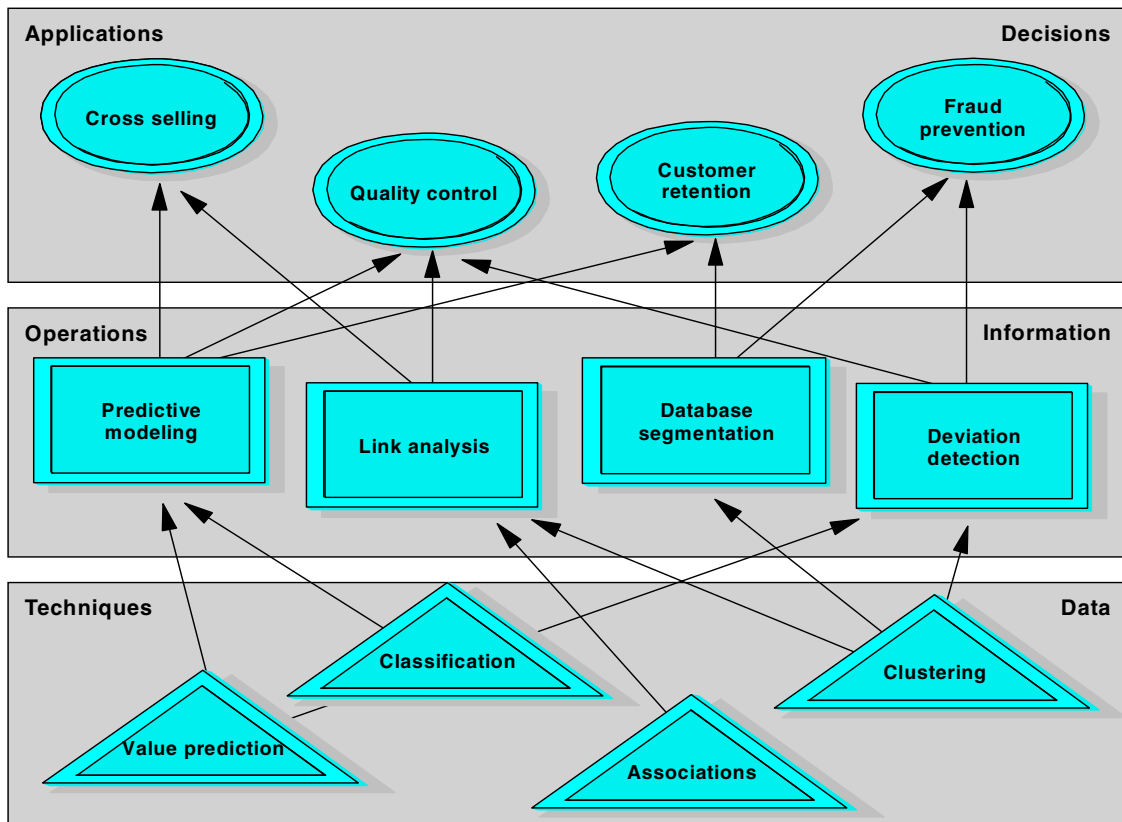 Applications
Decisions
Cross selling
Quality control
Customer
retention
Fraud
prevention
Operations
Information
Predictive
modeling
Link analysis
Database
segmentation
Deviation
detection
Techniques
Data
Classification
Clustering
Value prediction
Associations